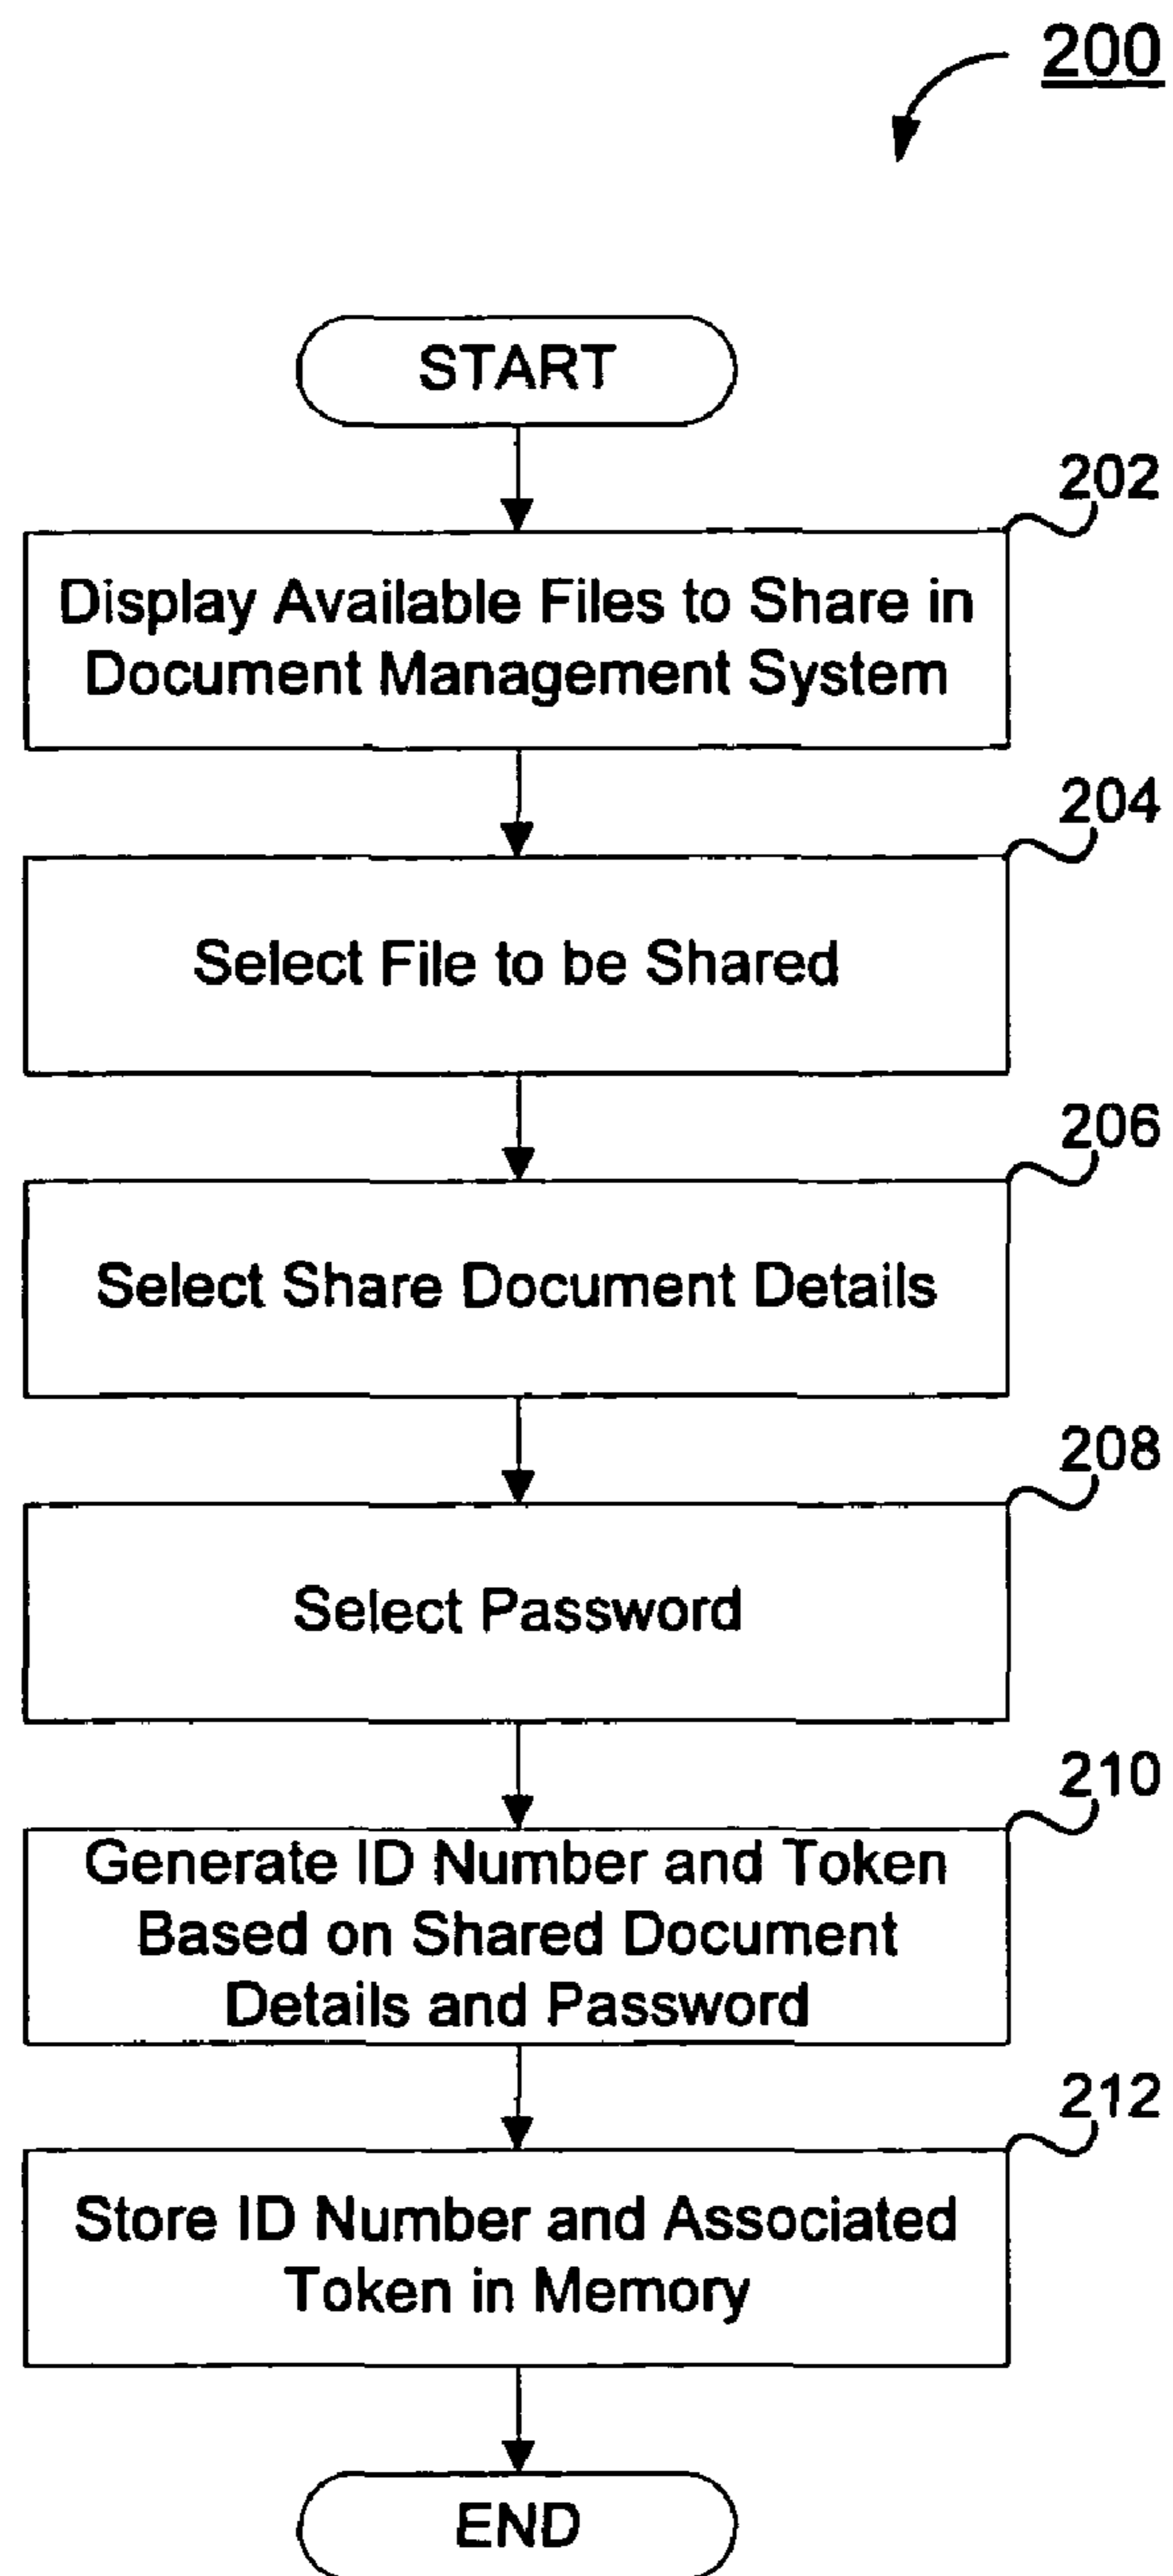 200
START
202
Display Available Files to Share in
Document Management System
204
Select File to be Shared
206
Select Share Document Details
208
Select Password
210
Generate ID Number and Token
Based on Shared Document
Details and Password
212
Store ID Number and Associated
Token in Memory
END